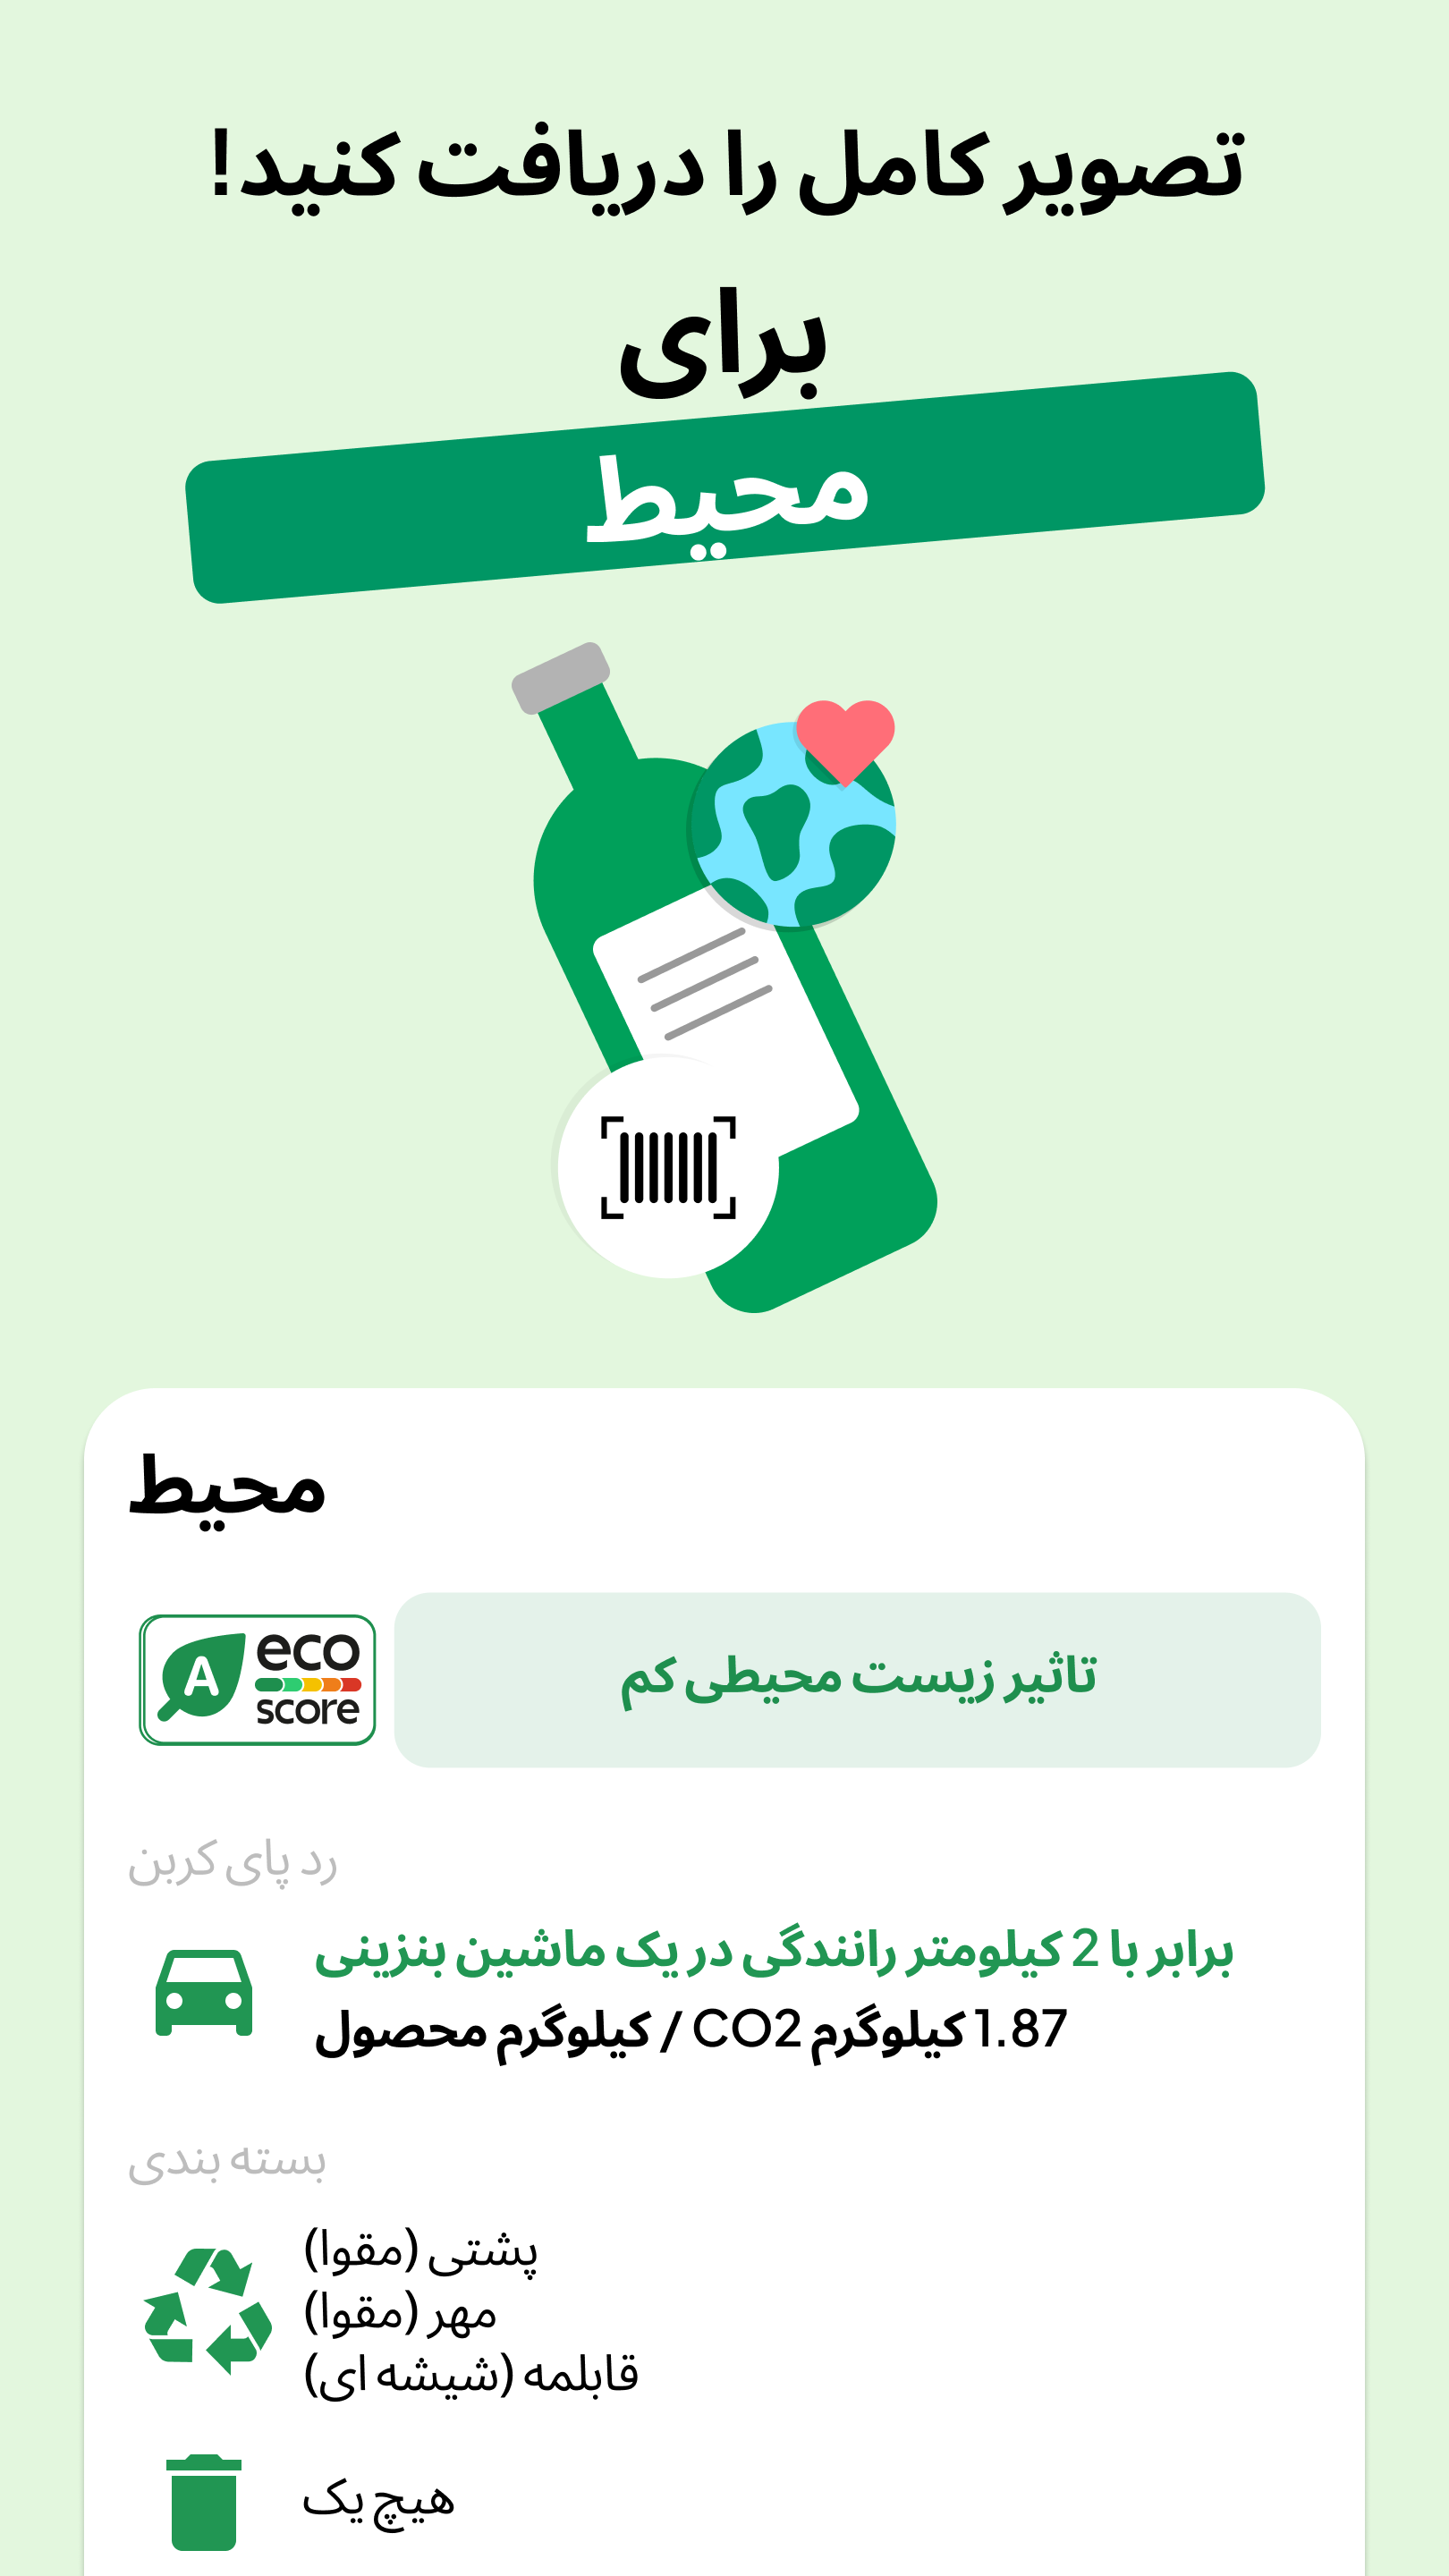 تصویر کامل را دریافت کنید!
برای
محیط
محیط
A
eco
score
تاثیر زیست محیطی کم
رد پای کربن
برابر با 2 کیلومتر رانندگی در یک ماشین بنزینی
1.87 کیلوگرم CO2 / کیلوگرم محصول
بسته بندی
پشتی (مقوا)
مهر (مقوا)
قابلمه (شیشه ای)
هیچ یک